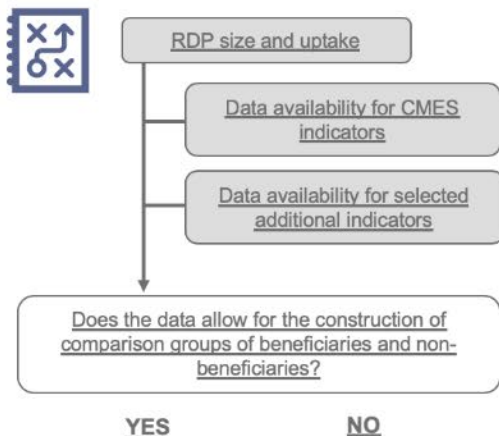 RDP size and uptake
Data availability for CMES
indicators
Data availability for selected
additional indicators
Does the data allow for the construction of
comparison groups of beneficiaries and non-
beneficiaries?
YES NO